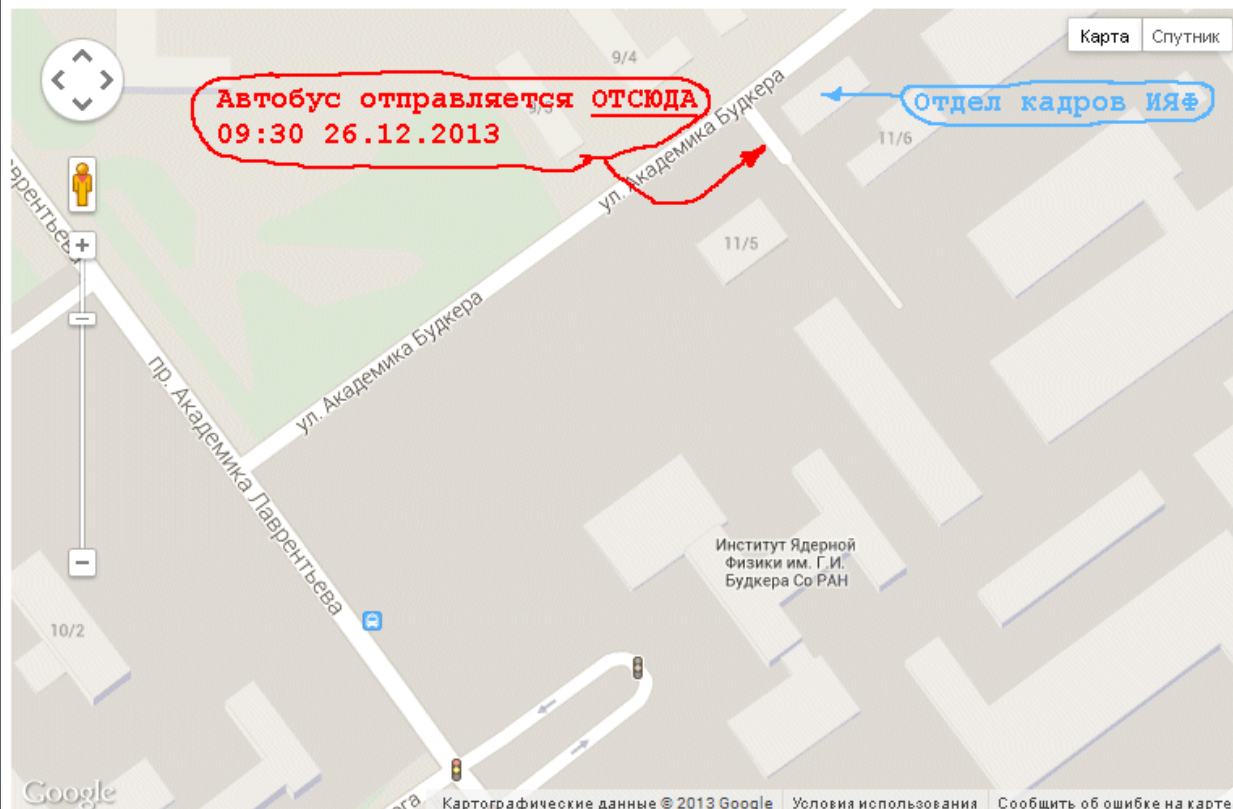 Карта
Спутник
9/4
Автобус отправляется ОТСЮДА
09:30 26.12.2013
9/3
Отдел кадров ИЯФ
11/6
ул. Академика Будкера
11/5
Лаврентьева
ул. Академика Будкера
пр. Академика Лаврентьева
Институт Ядерной
Физики им. Г.И.
Будкера Со РАН
10/2
Google
Картографические данные © 2013 Google
Условия использования
Сообщить об ошибке на карте